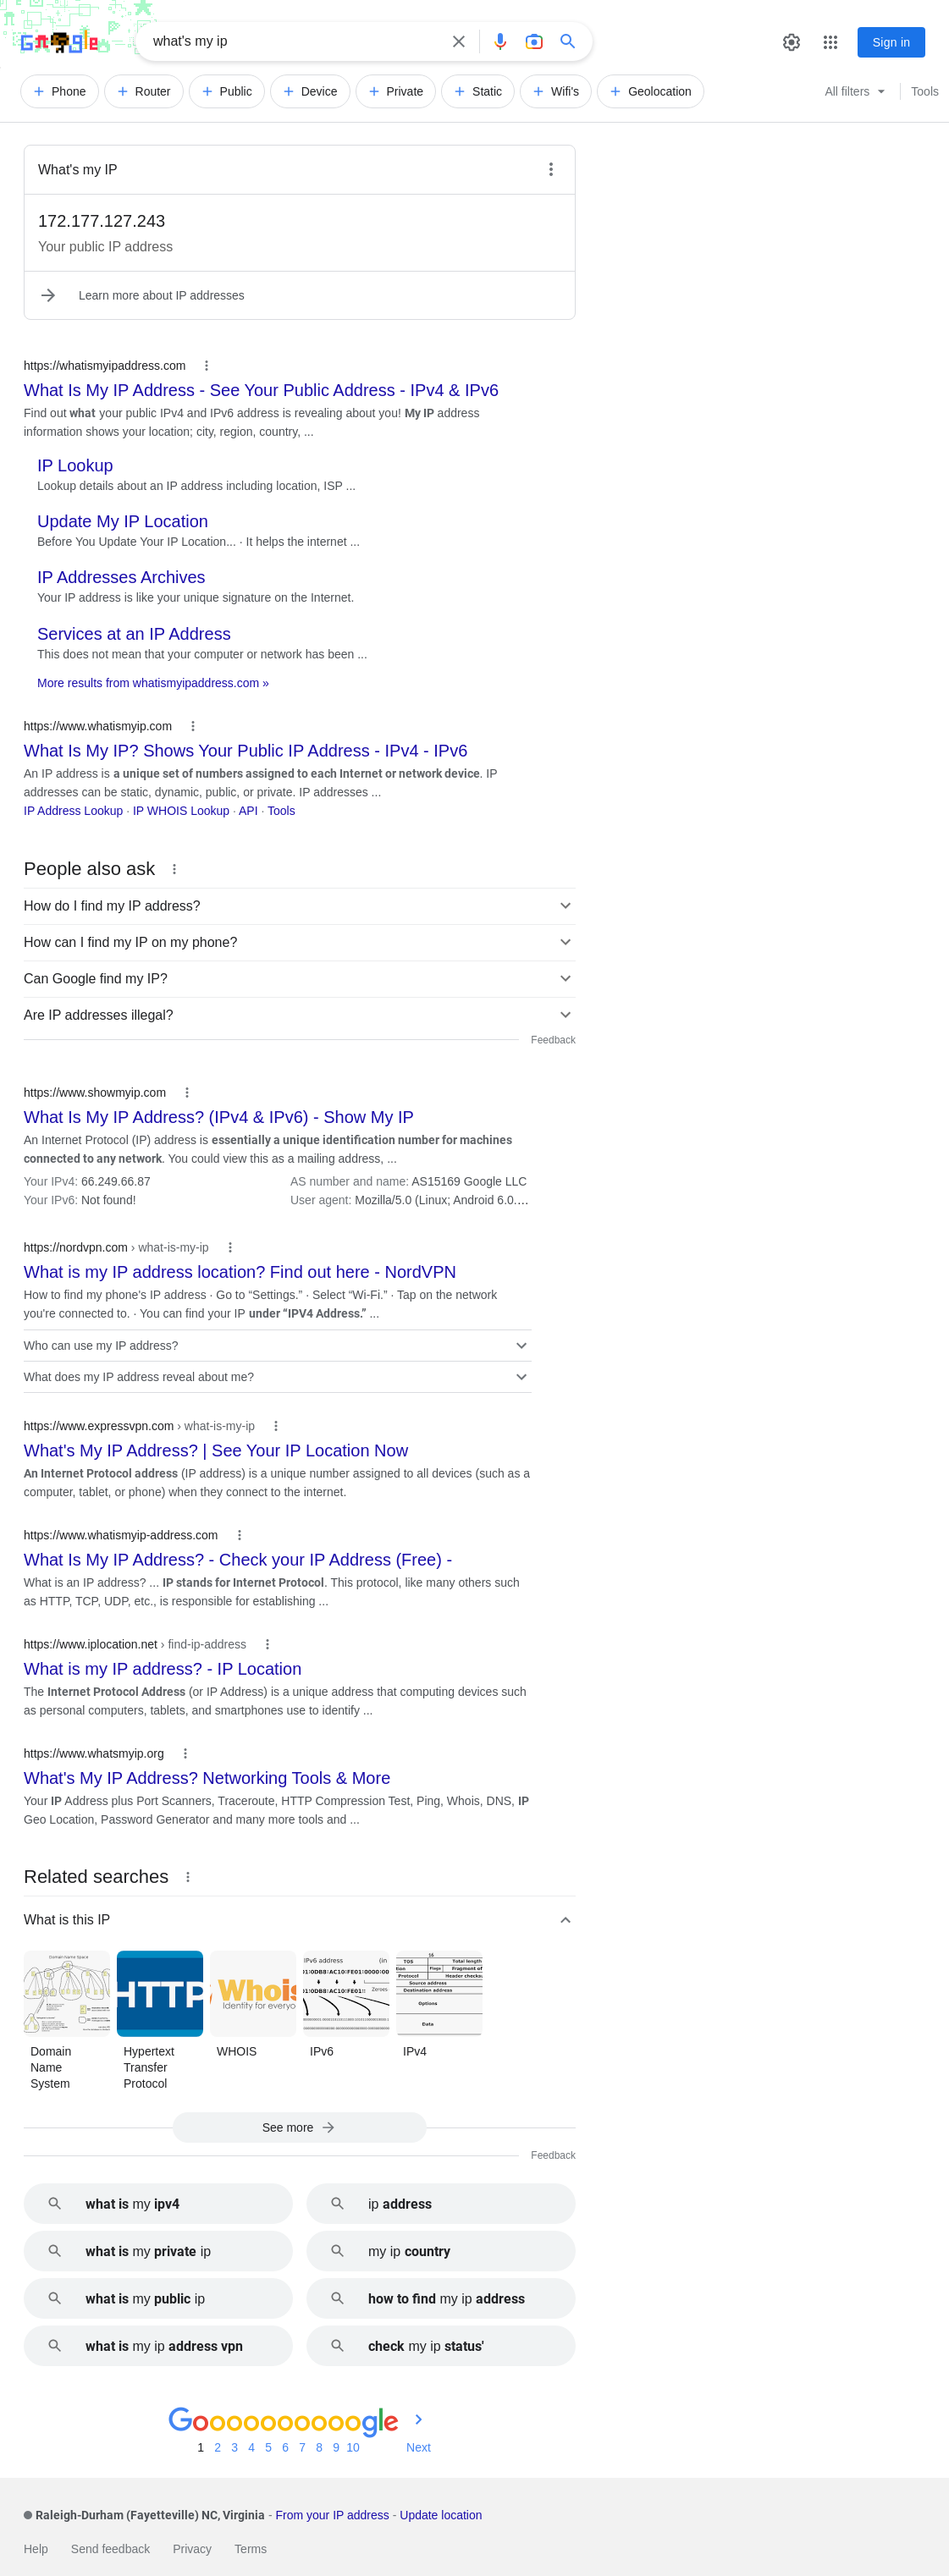 Google
what's my ip
Sign in
Phone
Router
Public
Device
Private
Static
Wifi's
Geolocation
All filters
Tools
What's my IP
172.177.127.243
Your public IP address
Learn more about IP addresses
https://whatismyipaddress.com
What Is My IP Address - See Your Public Address - IPv4 & IPv6
Find out what your public IPv4 and IPv6 address is revealing about you! My IP address
information shows your location; city, region, country, ...
IP Lookup
Lookup details about an IP address including location, ISP ...
Update My IP Location
Before You Update Your IP Location... · It helps the internet ...
IP Addresses Archives
Your IP address is like your unique signature on the Internet.
Services at an IP Address
This does not mean that your computer or network has been ...
More results from whatismyipaddress.com »
https://www.whatismyip.com
What Is My IP? Shows Your Public IP Address - IPv4 - IPv6
An IP address is a unique set of numbers assigned to each Internet or network device. IP
addresses can be static, dynamic, public, or private. IP addresses ...
IP Address Lookup · IP WHOIS Lookup · API · Tools
People also ask
How do I find my IP address?
How can I find my IP on my phone?
Can Google find my IP?
Are IP addresses illegal?
Feedback
https://www.showmyip.com
What Is My IP Address? (IPv4 & IPv6) - Show My IP
An Internet Protocol (IP) address is essentially a unique identification number for machines
connected to any network. You could view this as a mailing address, ...
Your IPv4: 66.249.66.87
AS number and name: AS15169 Google LLC
Your IPv6: Not found!
User agent: Mozilla/5.0 (Linux; Android 6.0....
https://nordvpn.com › what-is-my-ip
What is my IP address location? Find out here - NordVPN
How to find my phone's IP address · Go to “Settings.” · Select “Wi-Fi.” · Tap on the network
you're connected to. · You can find your IP under “IPV4 Address.” ...
Who can use my IP address?
What does my IP address reveal about me?
https://www.expressvpn.com › what-is-my-ip
What's My IP Address? | See Your IP Location Now
An Internet Protocol address (IP address) is a unique number assigned to all devices (such as a
computer, tablet, or phone) when they connect to the internet.
https://www.whatismyip-address.com
What Is My IP Address? - Check your IP Address (Free) -
What is an IP address? ... IP stands for Internet Protocol. This protocol, like many others such
as HTTP, TCP, UDP, etc., is responsible for establishing ...
https://www.iplocation.net › find-ip-address
What is my IP address? - IP Location
The Internet Protocol Address (or IP Address) is a unique address that computing devices such
as personal computers, tablets, and smartphones use to identify ...
https://www.whatsmyip.org
What's My IP Address? Networking Tools & More
Your IP Address plus Port Scanners, Traceroute, HTTP Compression Test, Ping, Whois, DNS, IP
Geo Location, Password Generator and many more tools and ...
Related searches
What is this IP
Domain Name Space
HTTP
Whois
Identity for everyo
IPv6 address (in
Zeroes
16
TOS
Total length
Flags
Fragment of
Protocol
Header checks
Source address
Destination address
Options
Data
Domain
Name
System
Hypertext
Transfer
Protocol
WHOIS
IPv6
IPv4
See more
Feedback
what is my ipv4
ip address
what is my private ip
my ip country
what is my public ip
how to find my ip address
what is my ip address vpn
check my ip status'
Goooooooooogle
1 2 3 4 5 6 7 8 9 10
Next
Raleigh-Durham (Fayetteville) NC, Virginia - From your IP address - Update location
Help
Send feedback
Privacy
Terms